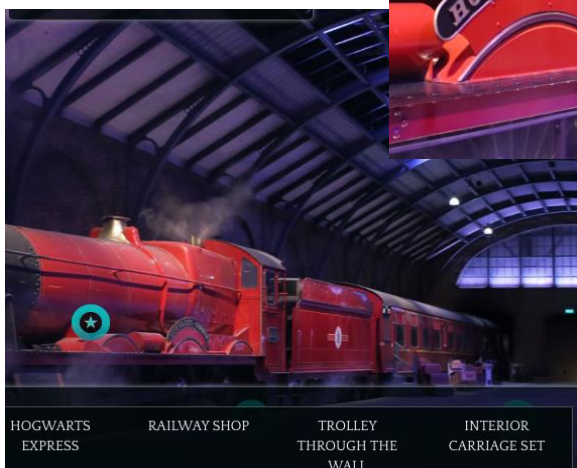 HOGWARTS
EXPRESS
RAILWAY SHOP
TROLLEY
THROUGH THE
WALL
INTERIOR
CARRIAGE SET